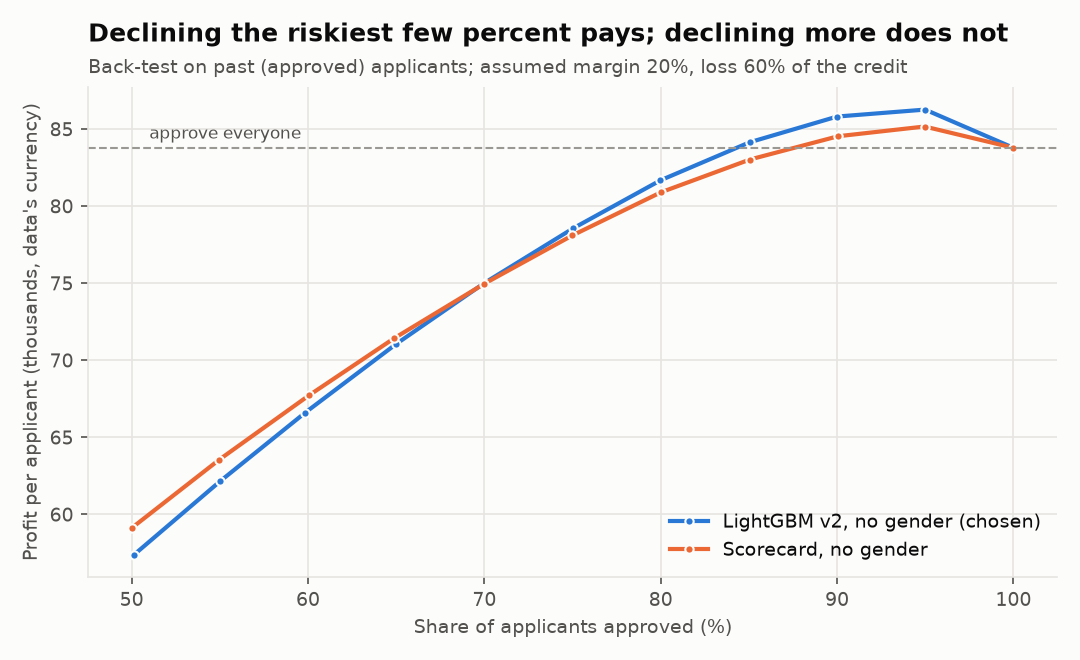 Declining the riskiest few percent pays; declining more does not
Back-test on past (approved) applicants; assumed margin 20%, loss 60% of the credit
Profit per applicant (thousands, data's currency)
85
80
75
70
65
60
approve everyone
LightGBM v2, no gender (chosen)
Scorecard, no gender
50
60
70
80
90
100
Share of applicants approved (%)